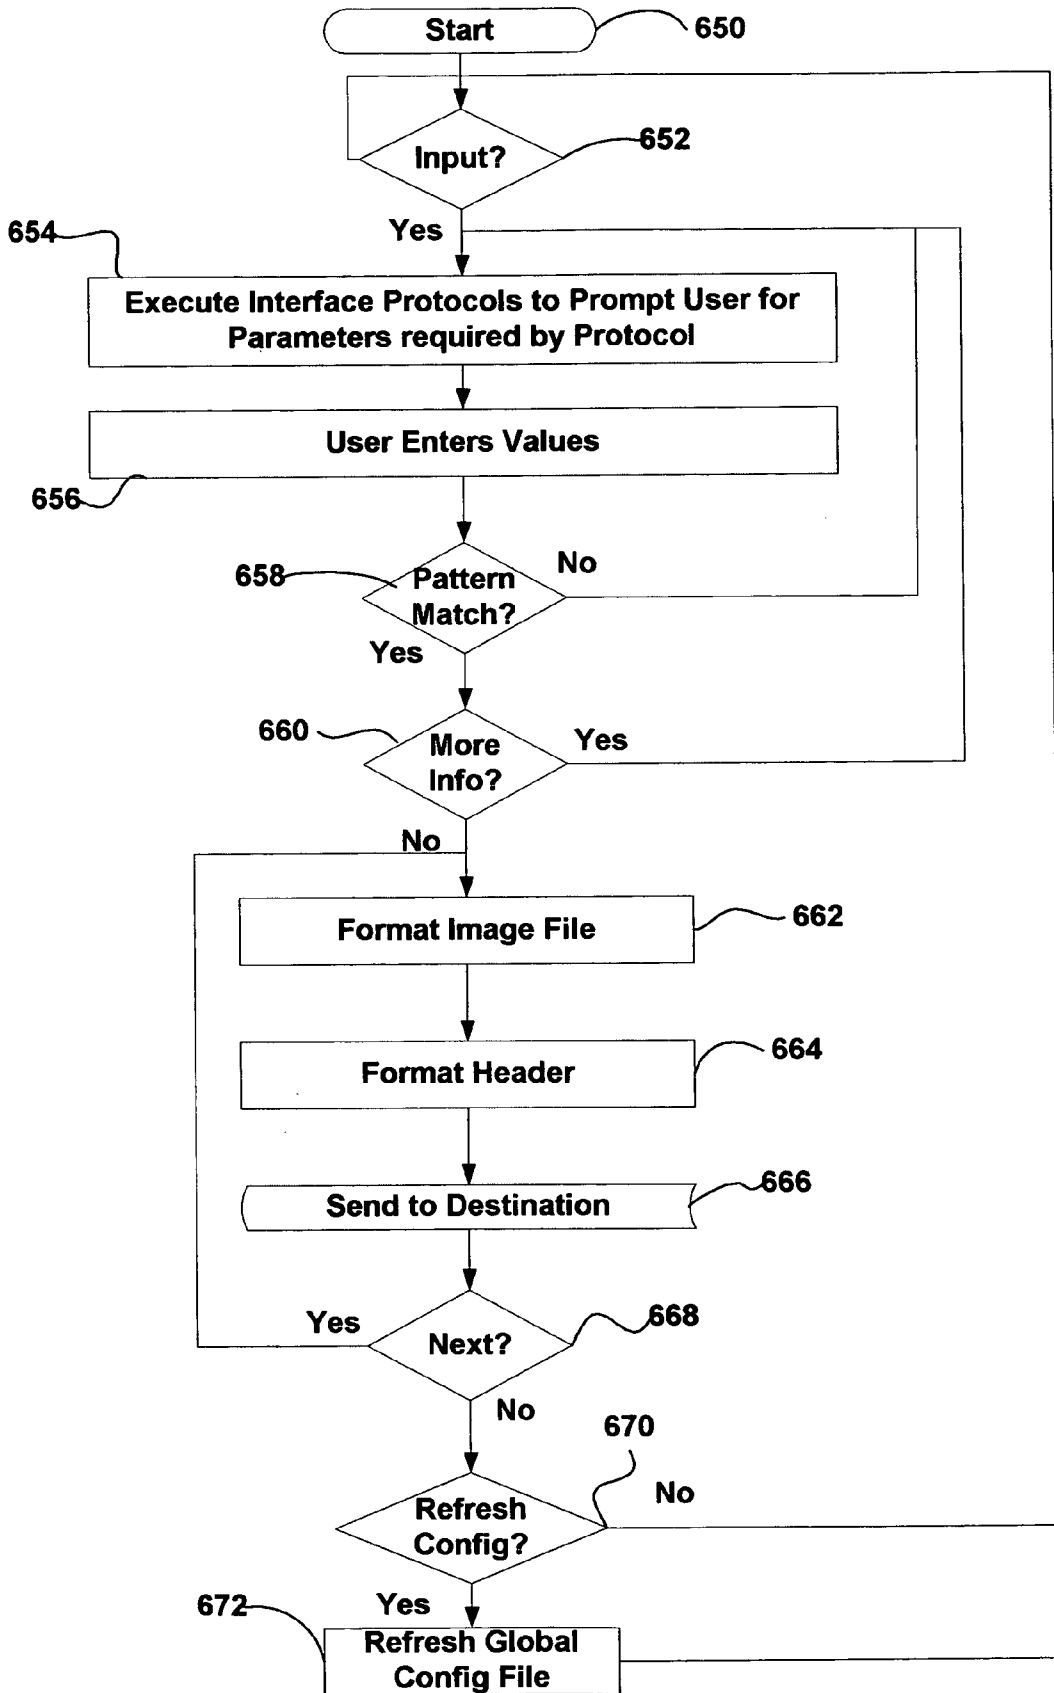 Start
650
Input?
652
Yes
654
Execute Interface Protocols to Prompt User for
Parameters required by Protocol
User Enters Values
656
658
Pattern
Match?
No
Yes
660
More
Info?
Yes
No
Format Image File
662
Format Header
664
Send to Destination
666
Yes
Next?
668
No
670
Refresh
Config?
No
672
Yes
Refresh Global
Config File